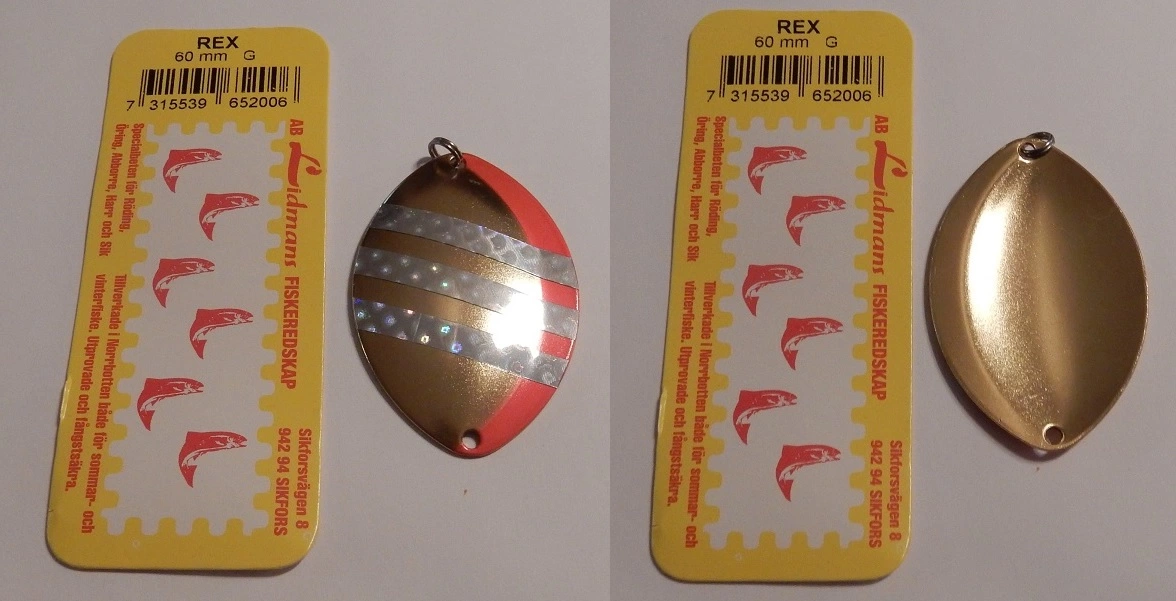 REX
60 mm G
7 315539 652006
AB Lidmans FISKEREDSKAP
Sikforsvägen 8
942 94 SIKFORS
Specialbeten för Röding,
Öring, Abborre, Harr och Sik
Tillverkade i Norrbotten både för sommar- och
vinterfiske. Utprovade och fångstsäkra.
REX
60 mm G
7 315539 652006
AB Lidmans FISKEREDSKAP
Sikforsvägen 8
942 94 SIKFORS
Specialbeten för Röding,
Öring, Abborre, Harr och Sik
Tillverkade i Norrbotten både för sommar- och
vinterfiske. Utprovade och fångstsäkra.